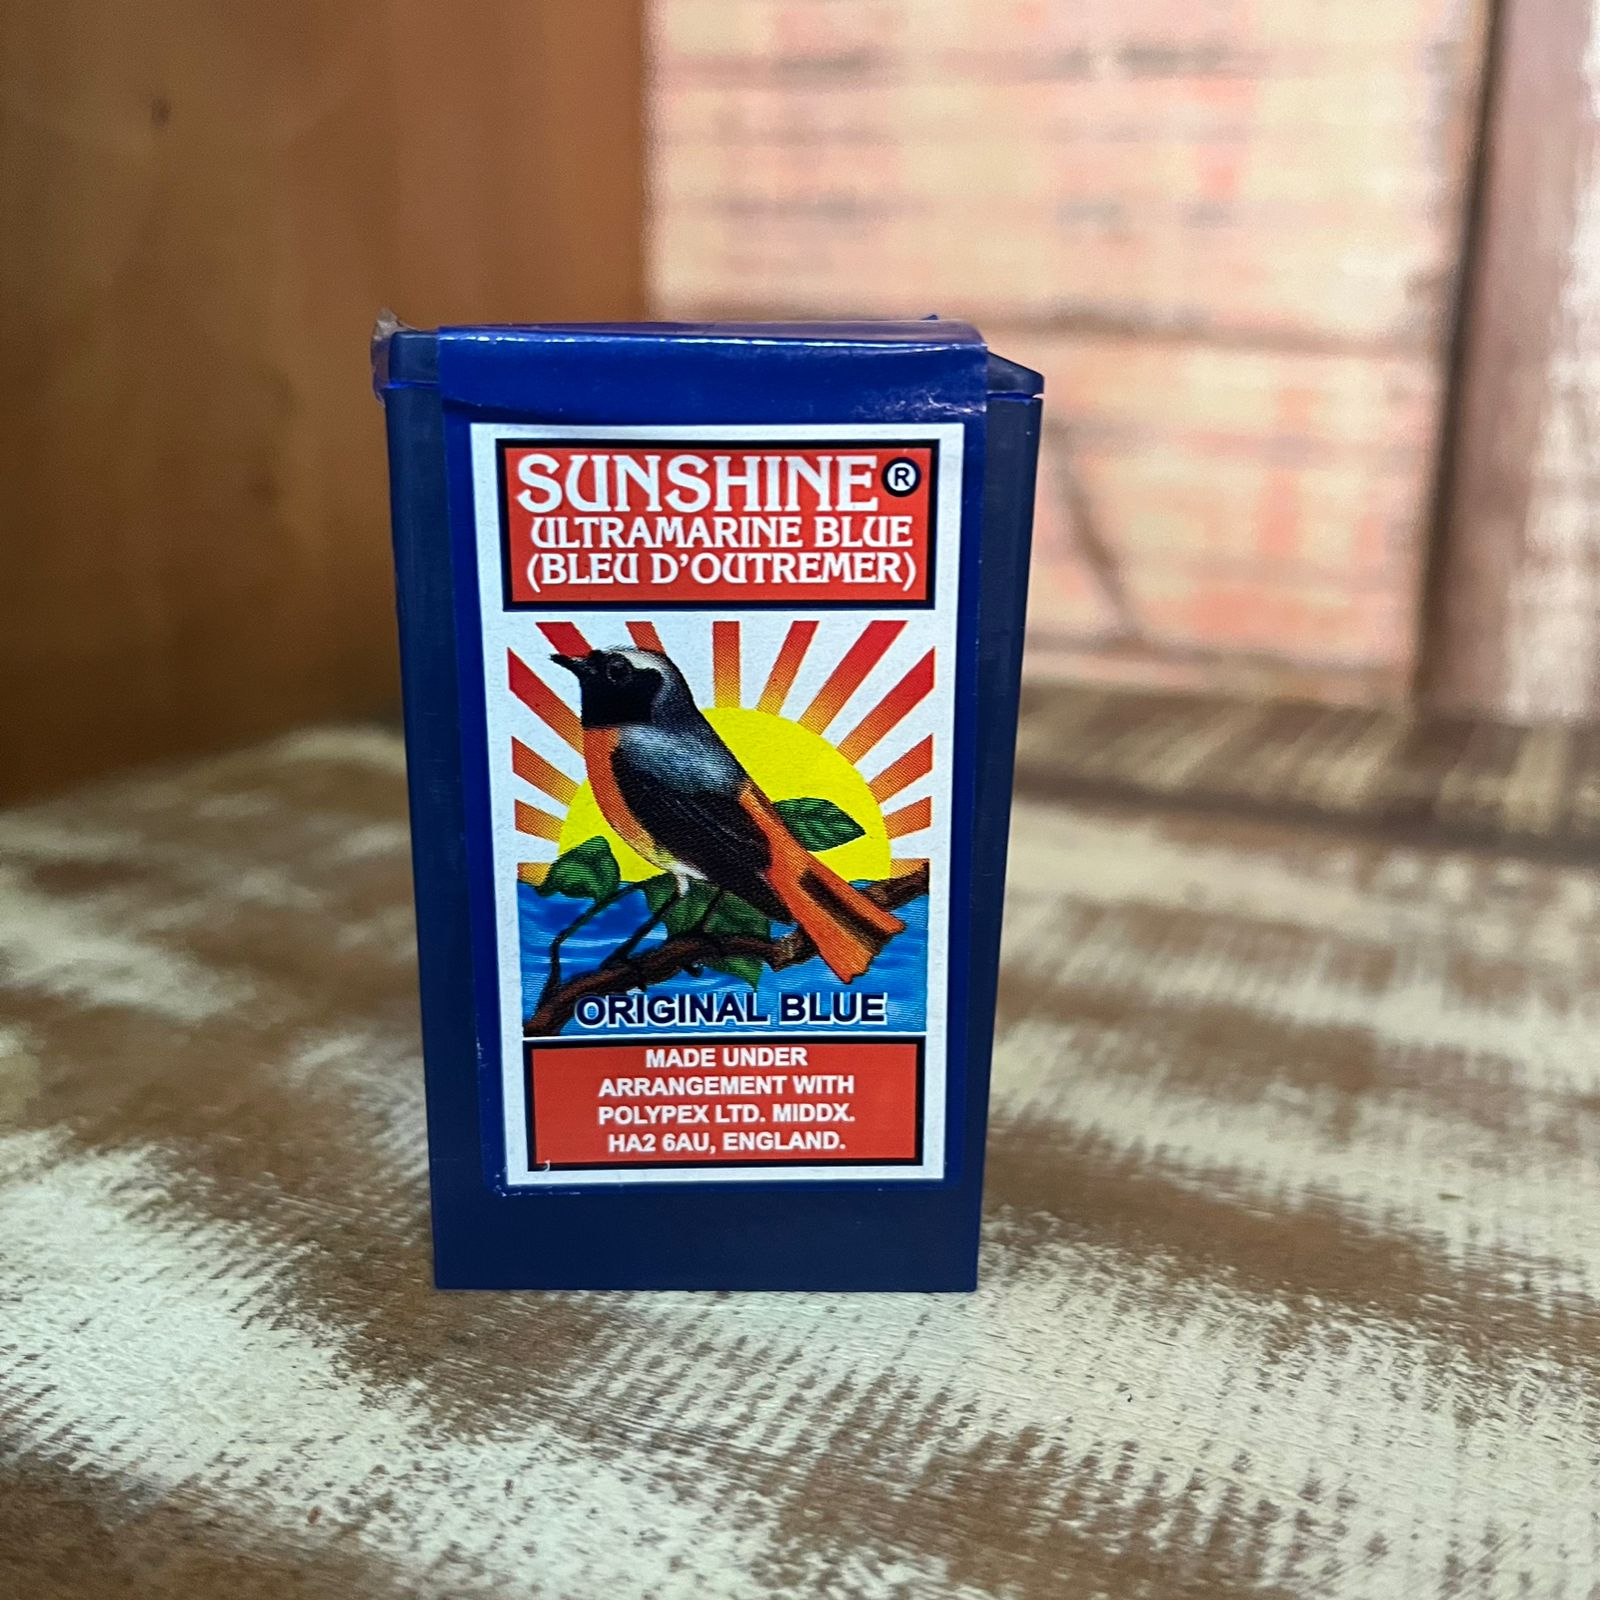 SUNSHINE®
ULTRAMARINE BLUE
(BLEU D'OUTREMER)
ORIGINAL BLUE
MADE UNDER
ARRANGEMENT WITH
POLYPEX LTD. MIDDX.
HA2 6AU, ENGLAND.